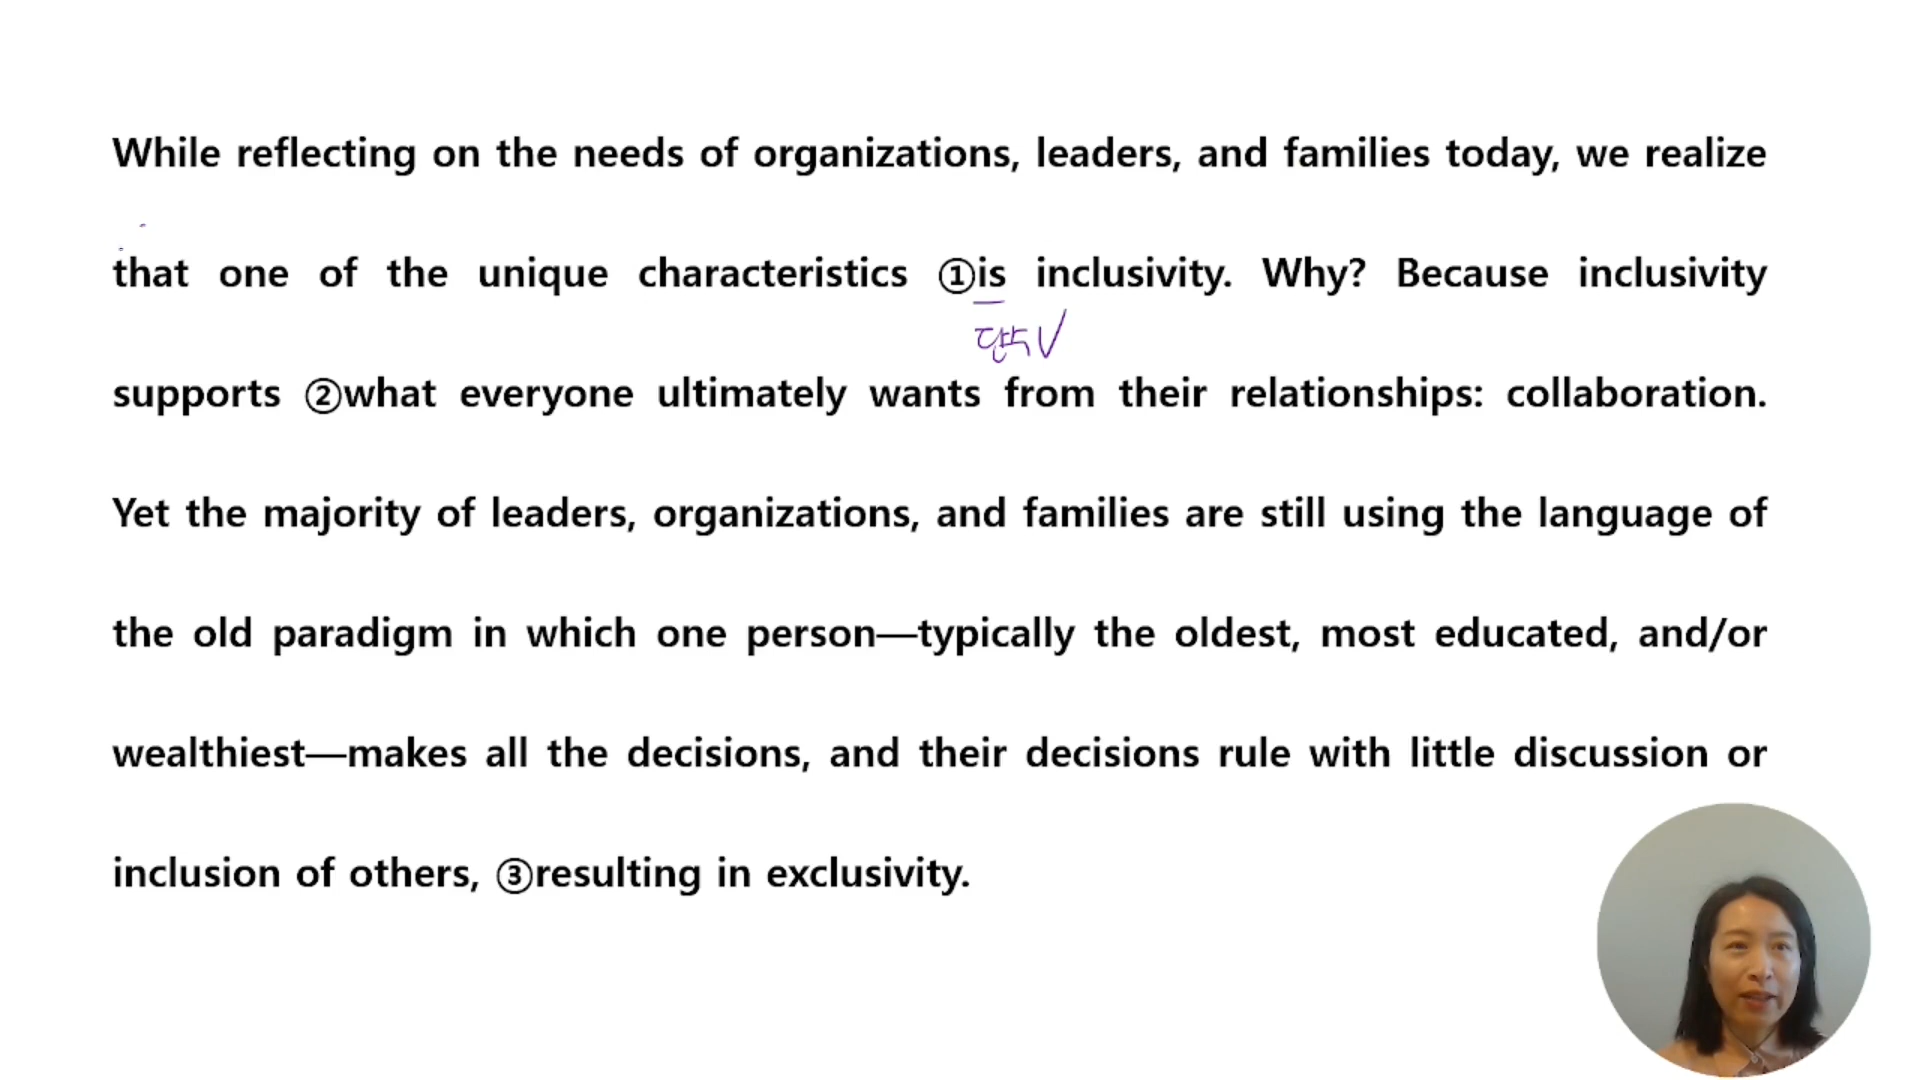 While reflecting on the needs of organizations, leaders, and families today, we realize
that one of the unique characteristics ①is inclusivity. Why? Because inclusivity
단수V
supports ②what everyone ultimately wants from their relationships: collaboration.
Yet the majority of leaders, organizations, and families are still using the language of
the old paradigm in which one person—typically the oldest, most educated, and/or
wealthiest—makes all the decisions, and their decisions rule with little discussion or
inclusion of others, ③resulting in exclusivity.